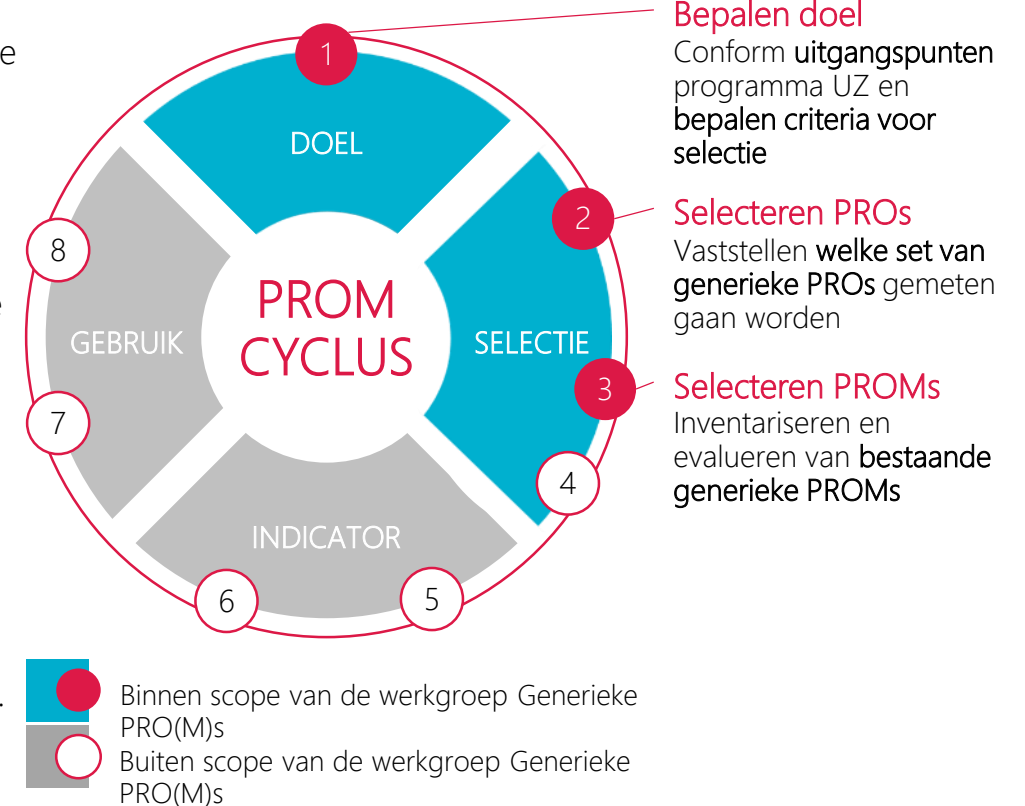 e
e
.
1
DOEL
2
SELECTIE
3
4
5
INDICATOR
6
7
GEBRUIK
8
PROM
CYCLUS
Bepalen doel
Conform uitgangspunten
programma UZ en
bepalen criteria voor
selectie
Selecteren PROs
Vaststellen welke set van
generieke PROs gemeten
gaan worden
Selecteren PROMs
Inventariseren en
evalueren van bestaande
generieke PROMs
Binnen scope van de werkgroep Generieke
PRO(M)s
Buiten scope van de werkgroep Generieke
PRO(M)s